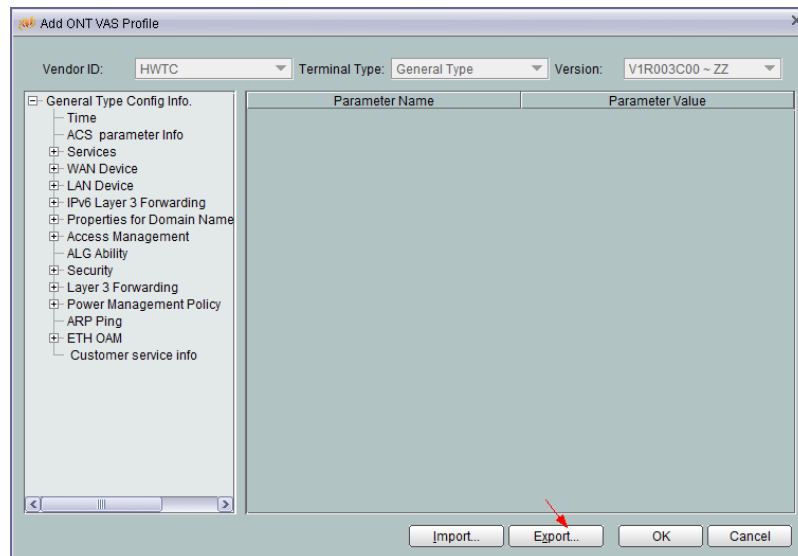 Add ONT VAS Profile
Vendor ID: HWTC Terminal Type: General Type Version: V1R003C00 ~ ZZ
General Type Config Info.
Time
ACS parameter Info
Services
WAN Device
LAN Device
IPv6 Layer 3 Forwarding
Properties for Domain Name
Access Management
ALG Ability
Security
Layer 3 Forwarding
Power Management Policy
ARP Ping
ETH OAM
Customer service info
Parameter Name Parameter Value
Import... Export... OK Cancel